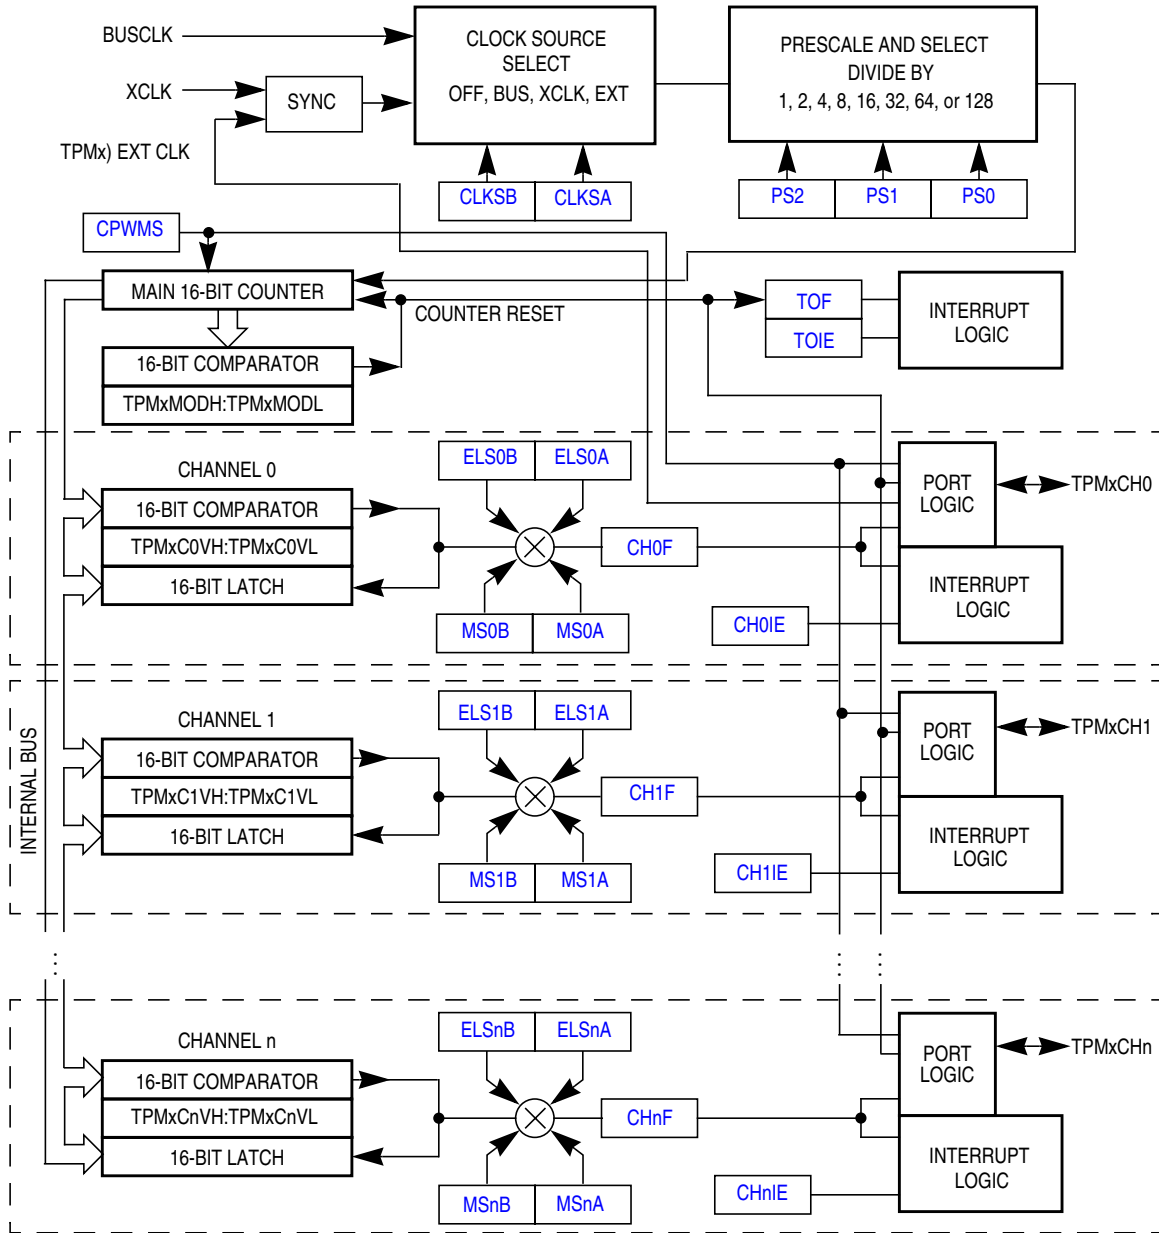 BUSCLK
XCLK
TPMx) EXT CLK
SYNC
CLOCK SOURCE
SELECT
OFF, BUS, XCLK, EXT
PRESCALE AND SELECT
DIVIDE BY
1, 2, 4, 8, 16, 32, 64, or 128
CLKSB
CLKSA
PS2
PS1
PS0
CPWMS
MAIN 16-BIT COUNTER
COUNTER RESET
16-BIT COMPARATOR
TPMxMODH:TPMxMODL
TOF
TOIE
INTERRUPT
LOGIC
INTERNAL BUS
CHANNEL 0
16-BIT COMPARATOR
TPMxC0VH:TPMxC0VL
16-BIT LATCH
ELS0B
ELS0A
MS0B
MS0A
CH0F
CH0IE
PORT
LOGIC
INTERRUPT
LOGIC
TPMxCH0
CHANNEL 1
16-BIT COMPARATOR
TPMxC1VH:TPMxC1VL
16-BIT LATCH
ELS1B
ELS1A
MS1B
MS1A
CH1F
CH1IE
PORT
LOGIC
INTERRUPT
LOGIC
TPMxCH1
CHANNEL n
16-BIT COMPARATOR
TPMxCnVH:TPMxCnVL
16-BIT LATCH
ELSnB
ELSnA
MSnB
MSnA
CHnF
CHnIE
PORT
LOGIC
INTERRUPT
LOGIC
TPMxCHn